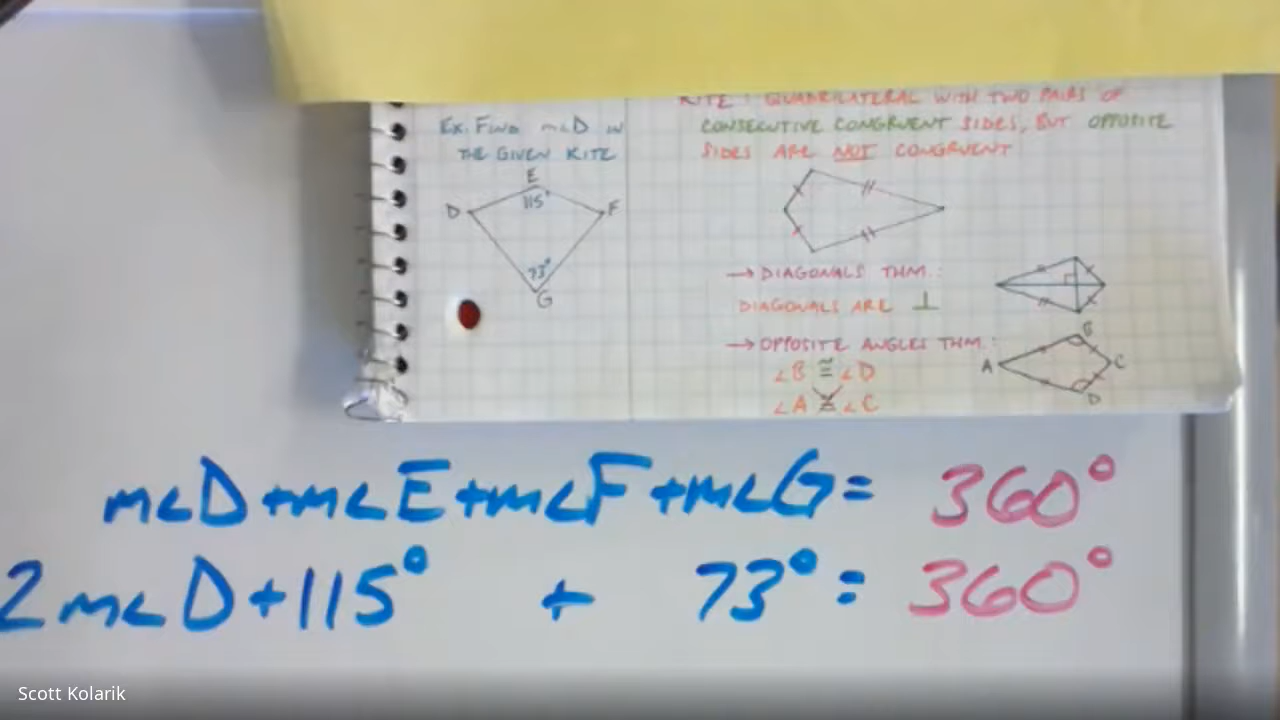 EX. FIND m∠D IN
THE GIVEN KITE
E
115°
D
F
73°
G
KITE: QUADRILATERAL WITH TWO PAIRS OF
CONSECUTIVE CONGRUENT SIDES, BUT OPPOSITE
SIDES ARE NOT CONGRUENT
→ DIAGONALS THM.:
DIAGONALS ARE ⊥
→ OPPOSITE ANGLES THM.:
∠B ≅ ∠D
∠A ≇ ∠C
B
A
C
D
m∠D+m∠E+m∠F+m∠G= 360°
2m∠D+115° + 73° = 360°
Scott Kolarik